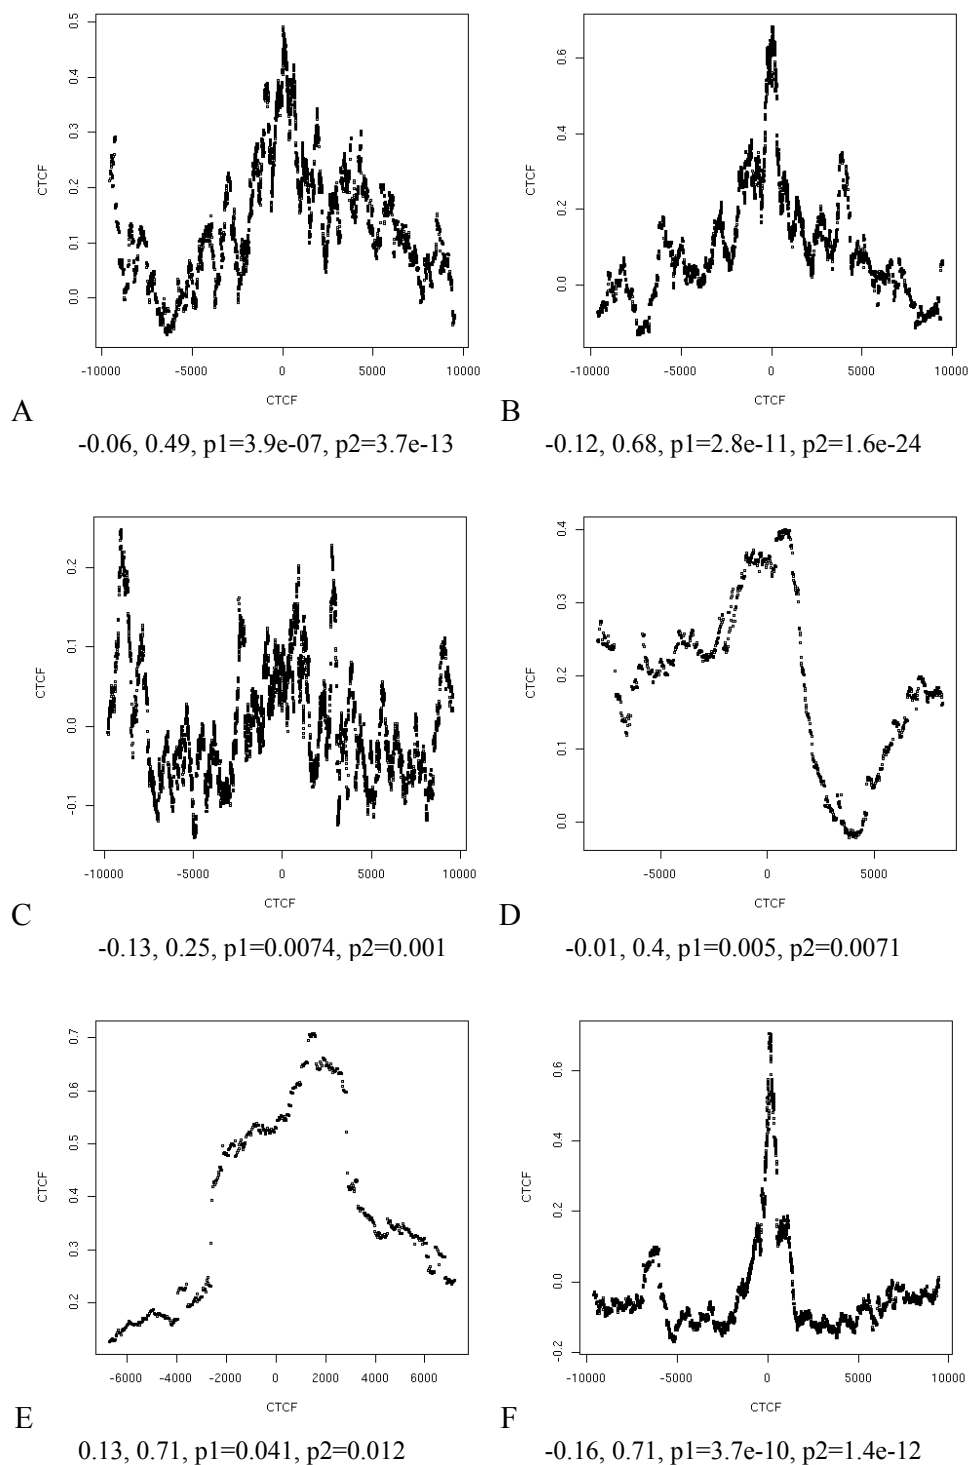 0.0 0.1 0.2 0.3 0.4 0.5
CTCF
-10000 -5000 0 5000 10000
CTCF
A
-0.06, 0.49, p1=3.9e-07, p2=3.7e-13
0.0 0.2 0.4 0.6
CTCF
-10000 -5000 0 5000 10000
CTCF
B
-0.12, 0.68, p1=2.8e-11, p2=1.6e-24
-0.1 0.0 0.1 0.2
CTCF
-10000 -5000 0 5000 10000
CTCF
C
-0.13, 0.25, p1=0.0074, p2=0.001
0.0 0.1 0.2 0.3 0.4
CTCF
-5000 0 5000
CTCF
D
-0.01, 0.4, p1=0.005, p2=0.0071
0.2 0.3 0.4 0.5 0.6 0.7
CTCF
-6000 -4000 -2000 0 2000 4000 6000
CTCF
E
0.13, 0.71, p1=0.041, p2=0.012
-0.2 0.0 0.2 0.4 0.6
CTCF
-10000 -5000 0 5000 10000
CTCF
F
-0.16, 0.71, p1=3.7e-10, p2=1.4e-12